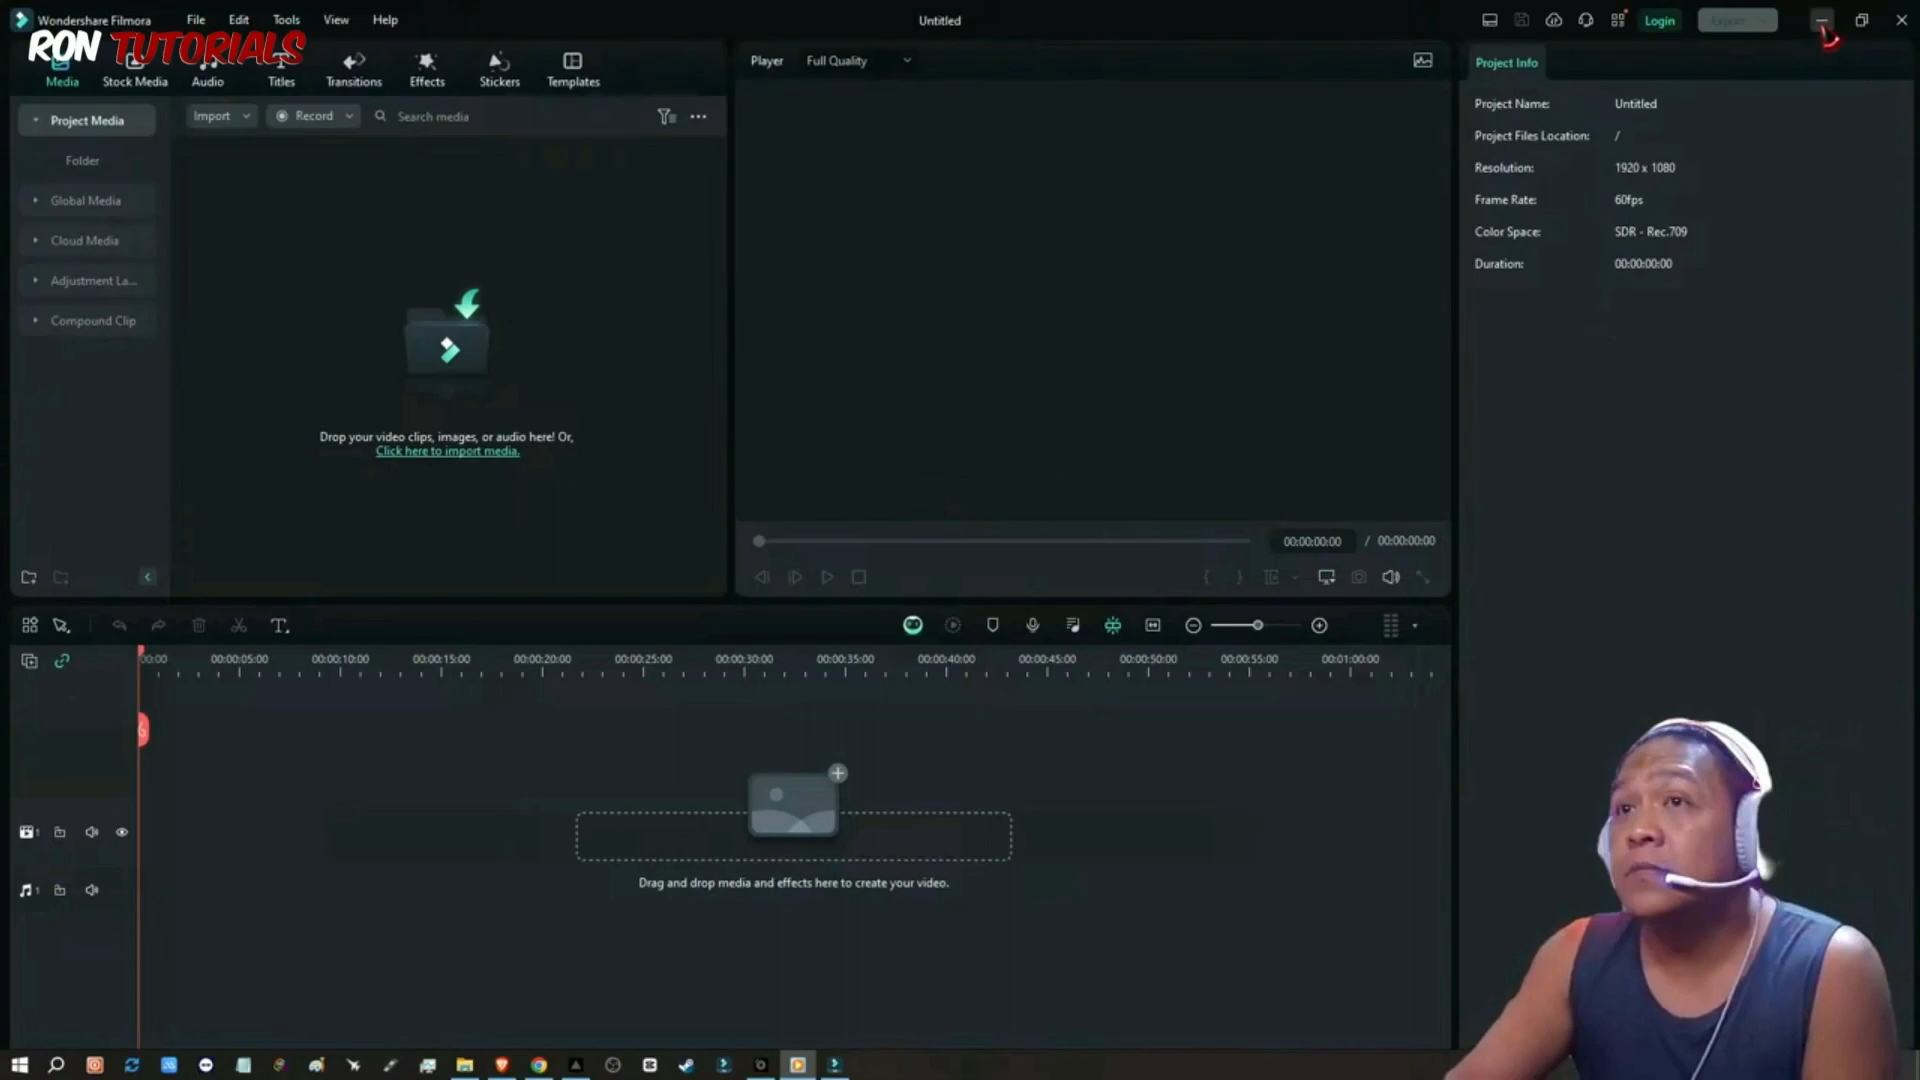 Wondershare Filmora
File
Edit
Tools
View
Help
Untitled
Login
Export
RON TUTORIALS
Media
Stock Media
Audio
Titles
Transitions
Effects
Stickers
Templates
Player
Full Quality
Project Info
Project Media
Import
Record
Search media
Folder
Global Media
Cloud Media
Adjustment La...
Compound Clip
Drop your video clips, images, or audio here! Or,
Click here to import media.
Project Name: Untitled
Project Files Location: /
Resolution: 1920 x 1080
Frame Rate: 60fps
Color Space: SDR - Rec.709
Duration: 00:00:00:00
00:00:00:00 / 00:00:00:00
00:00 00:00:05:00 00:00:10:00 00:00:15:00 00:00:20:00 00:00:25:00 00:00:30:00 00:00:35:00 00:00:40:00 00:00:45:00 00:00:50:00 00:00:55:00 00:01:00:00
1
Drag and drop media and effects here to create your video.
1